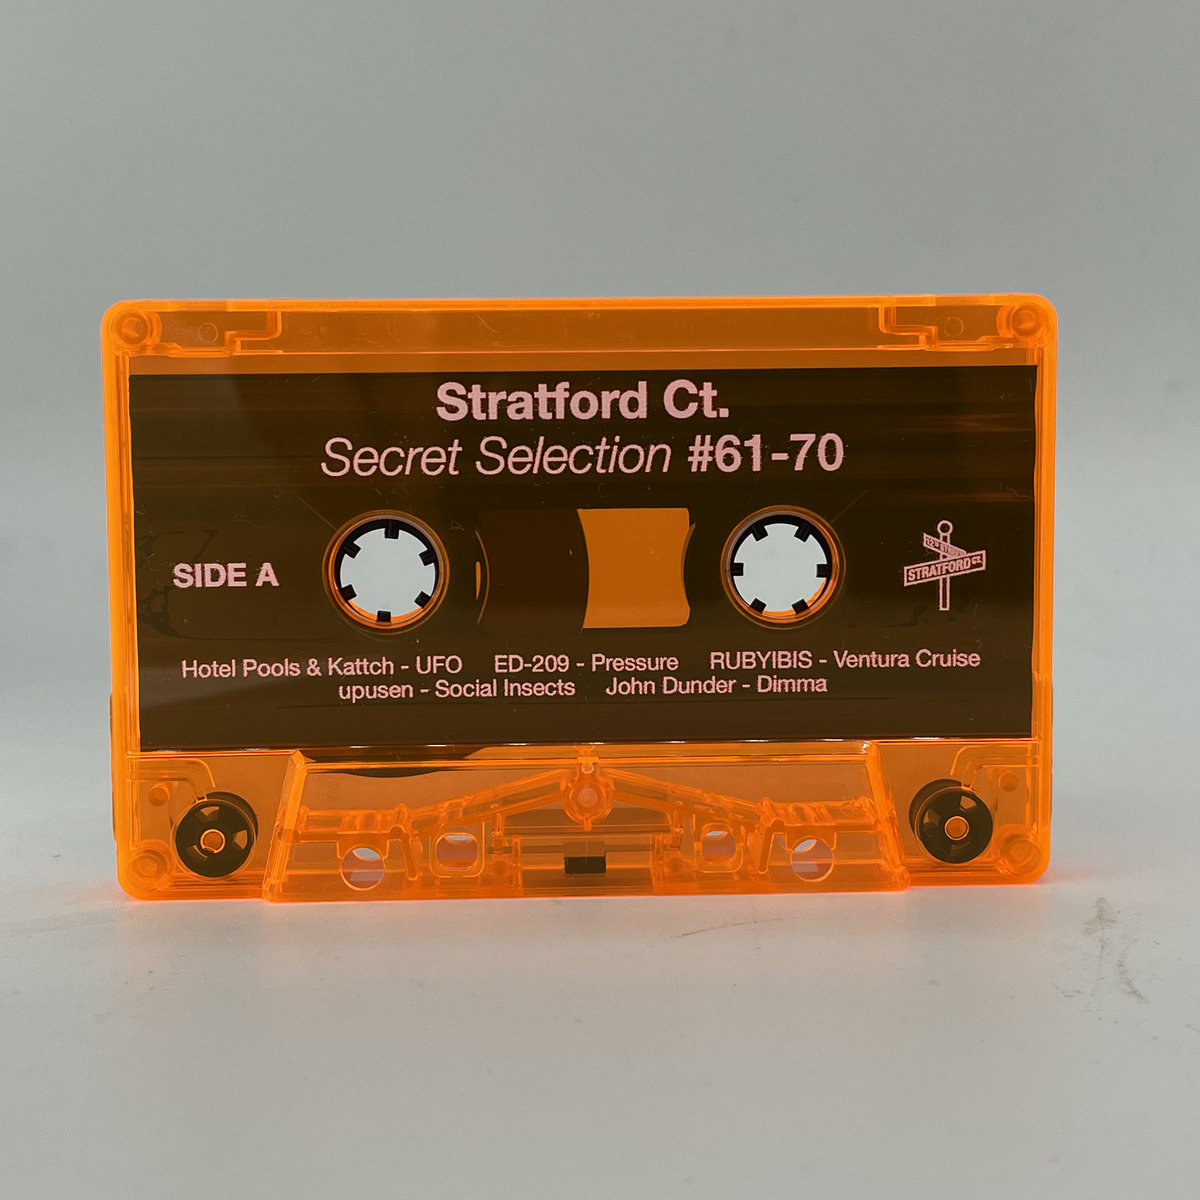 Stratford Ct.
Secret Selection #61-70
SIDE A
STRATFORD CT.
Hotel Pools & Kattch - UFO ED-209 - Pressure RUBYIBIS - Ventura Cruise
upusen - Social Insects John Dunder - Dimma